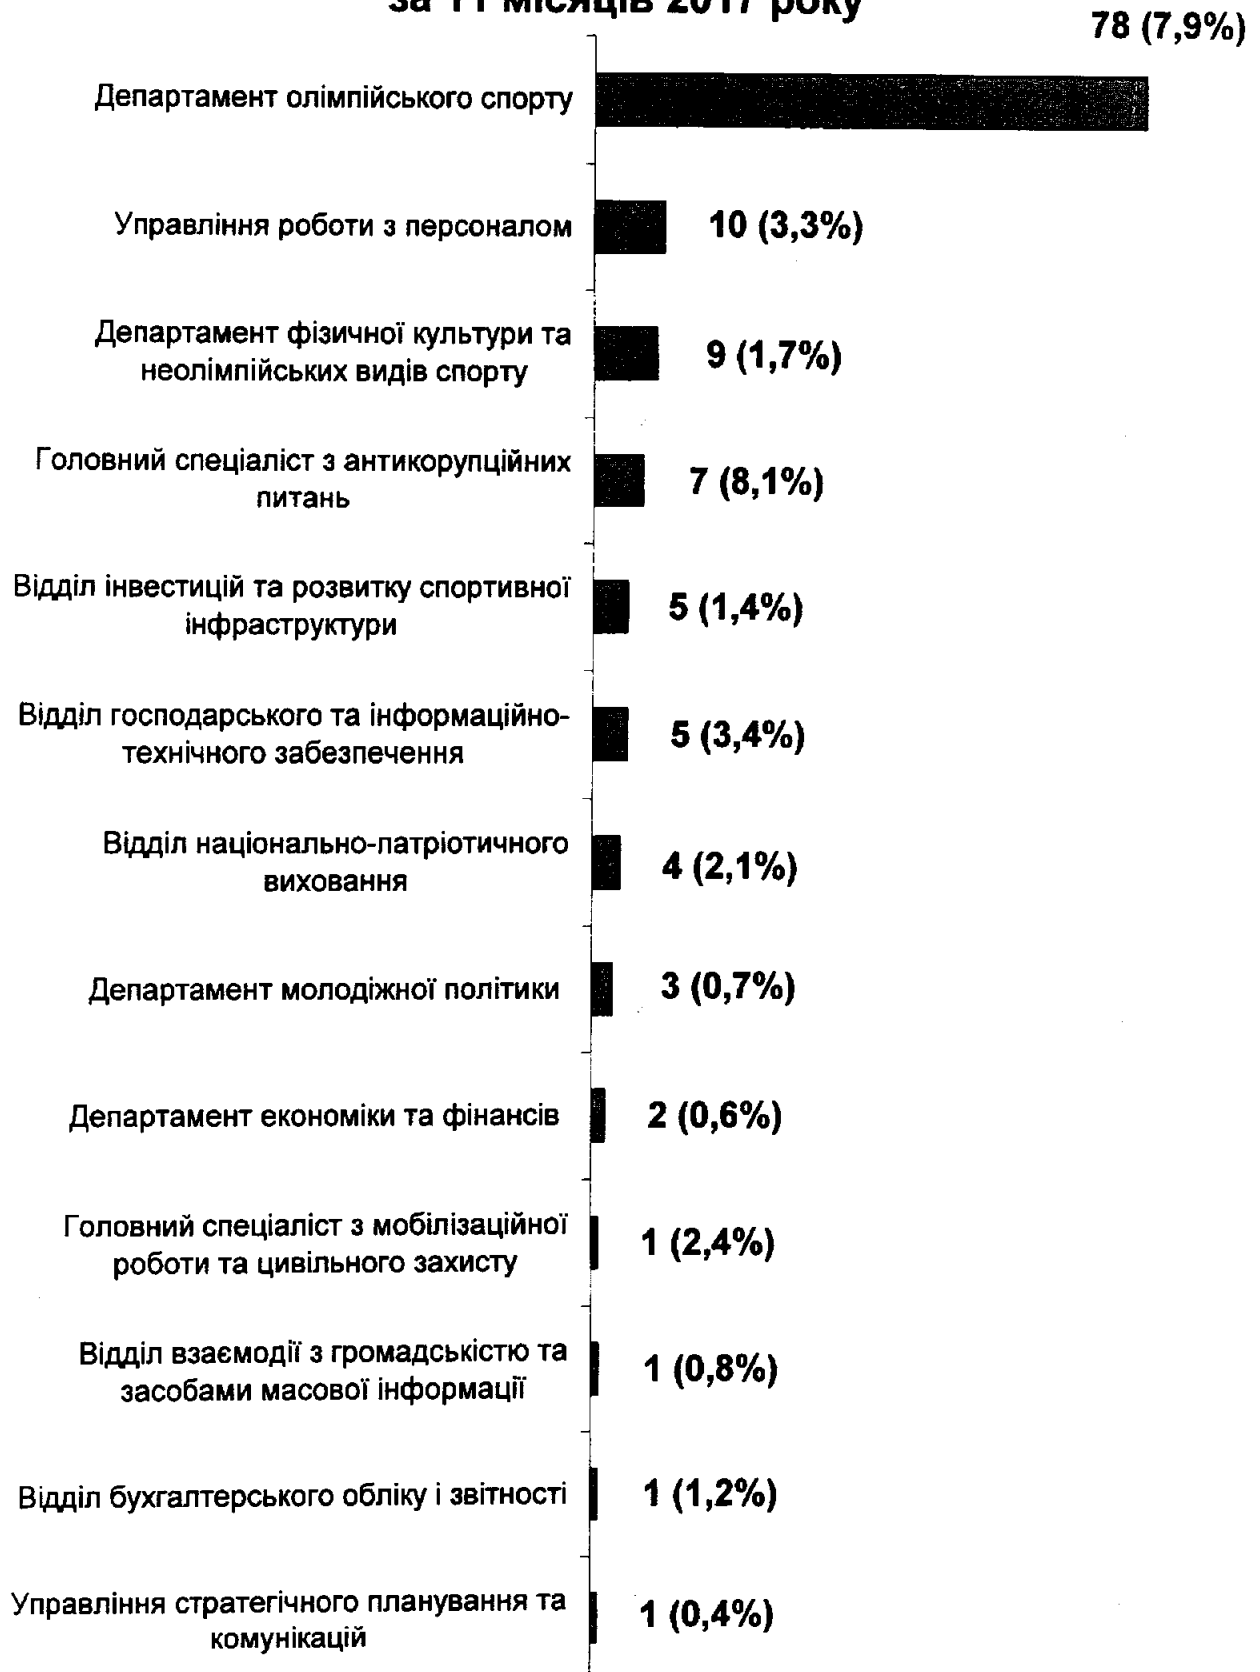 за 11 місяців 2017 року
78 (7,9%)
Департамент олімпійського спорту
Управління роботи з персоналом
10 (3,3%)
Департамент фізичної культури та
неолімпійських видів спорту
9 (1,7%)
Головний спеціаліст з антикорупційних
питань
7 (8,1%)
Відділ інвестицій та розвитку спортивної
інфраструктури
5 (1,4%)
Відділ господарського та інформаційно-
технічного забезпечення
5 (3,4%)
Відділ національно-патріотичного
виховання
4 (2,1%)
Департамент молодіжної політики
3 (0,7%)
Департамент економіки та фінансів
2 (0,6%)
Головний спеціаліст з мобілізаційної
роботи та цивільного захисту
1 (2,4%)
Відділ взаємодії з громадськістю та
засобами масової інформації
1 (0,8%)
Відділ бухгалтерського обліку і звітності
1 (1,2%)
Управління стратегічного планування та
комунікацій
1 (0,4%)